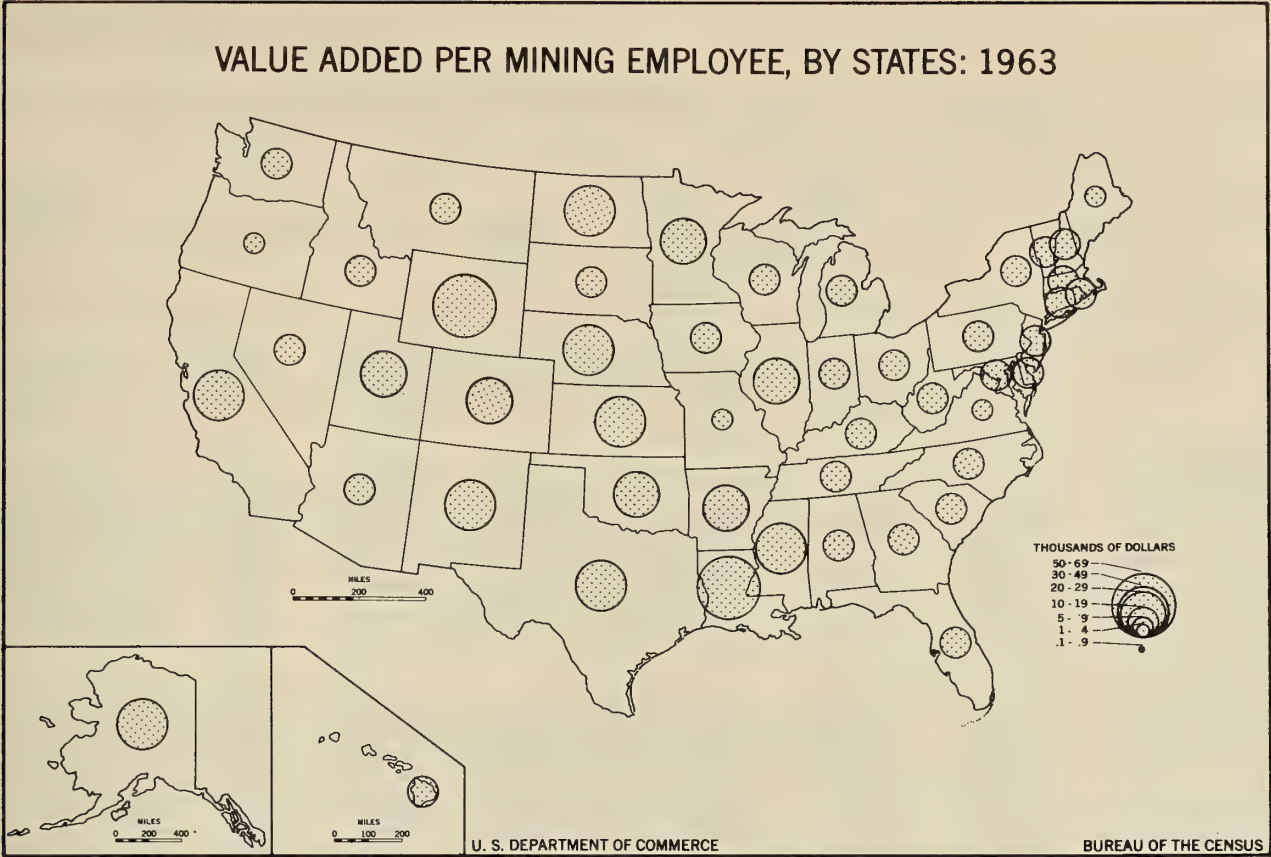 VALUE ADDED PER MINING EMPLOYEE, BY STATES: 1963
THOUSANDS OF DOLLARS
50-69
30-49
20-29
10-19
5-9
1-4
.1-.9
MILES
0 200 400
MILES
0 200 400
MILES
0 100 200
U. S. DEPARTMENT OF COMMERCE
BUREAU OF THE CENSUS